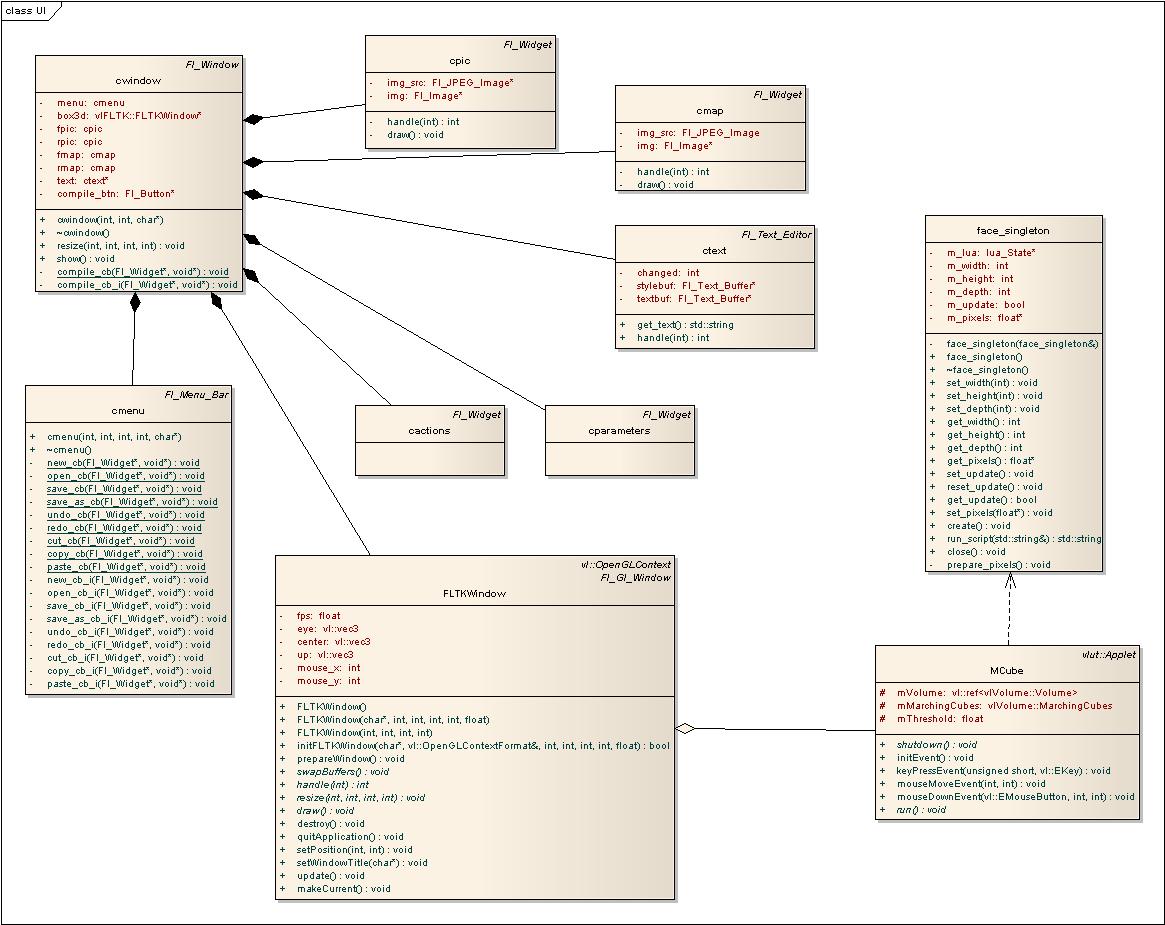 class UI
Fl_Window
cwindow
- menu: cmenu
- box3d: vlFLTK::FLTKWindow*
- fpic: cpic
- rpic: cpic
- fmap: cmap
- rmap: cmap
- text: ctext*
- compile_btn: Fl_Button*
+ cwindow(int, int, char*)
+ ~cwindow()
+ resize(int, int, int, int) : void
+ show() : void
- compile_cb(Fl_Widget*, void*) : void
- compile_cb_i(Fl_Widget*, void*) : void
Fl_Widget
cpic
- img_src: Fl_JPEG_Image*
- img: Fl_Image*
- handle(int) : int
- draw() : void
Fl_Widget
cmap
- img_src: Fl_JPEG_Image
- img: Fl_Image*
- handle(int) : int
- draw() : void
Fl_Text_Editor
ctext
- changed: int
- stylebuf: Fl_Text_Buffer*
- textbuf: Fl_Text_Buffer*
+ get_text() : std::string
+ handle(int) : int
face_singleton
- m_lua: lua_State*
- m_width: int
- m_height: int
- m_depth: int
- m_update: bool
- m_pixels: float*
- face_singleton(face_singleton&)
+ face_singleton()
+ ~face_singleton()
+ set_width(int) : void
+ set_height(int) : void
+ set_depth(int) : void
+ get_width() : int
+ get_height() : int
+ get_depth() : int
+ get_pixels() : float*
+ set_update() : void
+ reset_update() : void
+ get_update() : bool
+ set_pixels(float*) : void
+ create() : void
+ run_script(std::string&) : std::string
+ close() : void
- prepare_pixels() : void
Fl_Menu_Bar
cmenu
+ cmenu(int, int, int, int, char*)
+ ~cmenu()
- new_cb(Fl_Widget*, void*) : void
- open_cb(Fl_Widget*, void*) : void
- save_cb(Fl_Widget*, void*) : void
- save_as_cb(Fl_Widget*, void*) : void
- undo_cb(Fl_Widget*, void*) : void
- redo_cb(Fl_Widget*, void*) : void
- cut_cb(Fl_Widget*, void*) : void
- copy_cb(Fl_Widget*, void*) : void
- paste_cb(Fl_Widget*, void*) : void
- new_cb_i(Fl_Widget*, void*) : void
- open_cb_i(Fl_Widget*, void*) : void
- save_cb_i(Fl_Widget*, void*) : void
- save_as_cb_i(Fl_Widget*, void*) : void
- undo_cb_i(Fl_Widget*, void*) : void
- redo_cb_i(Fl_Widget*, void*) : void
- cut_cb_i(Fl_Widget*, void*) : void
- copy_cb_i(Fl_Widget*, void*) : void
- paste_cb_i(Fl_Widget*, void*) : void
Fl_Widget
cactions
Fl_Widget
cparameters
vl::OpenGLContext
Fl_Gl_Window
FLTKWindow
- fps: float
- eye: vl::vec3
- center: vl::vec3
- up: vl::vec3
- mouse_x: int
- mouse_y: int
+ FLTKWindow()
+ FLTKWindow(char*, int, int, int, int, float)
+ FLTKWindow(int, int, int, int)
+ initFLTKWindow(char*, vl::OpenGLContextFormat&, int, int, int, int, float) : bool
+ prepareWindow() : void
+ swapBuffers() : void
+ handle(int) : int
+ resize(int, int, int, int) : void
+ draw() : void
+ destroy() : void
+ quitApplication() : void
+ setPosition(int, int) : void
+ setWindowTitle(char*) : void
+ update() : void
+ makeCurrent() : void
vlut::Applet
MCube
# mVolume: vl::ref<vlVolume::Volume>
# mMarchingCubes: vlVolume::MarchingCubes
# mThreshold: float
+ shutdown() : void
+ initEvent() : void
+ keyPressEvent(unsigned short, vl::EKey) : void
+ mouseMoveEvent(int, int) : void
+ mouseDownEvent(vl::EMouseButton, int, int) : void
+ run() : void